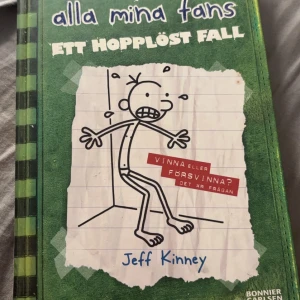 alla mina fans
ETT HOPPLÖST FALL
VINNA ELLER
FÖRSVINNA?
DET ÄR FRÅGAN
Jeff Kinney
BONNIER
CARLSEN